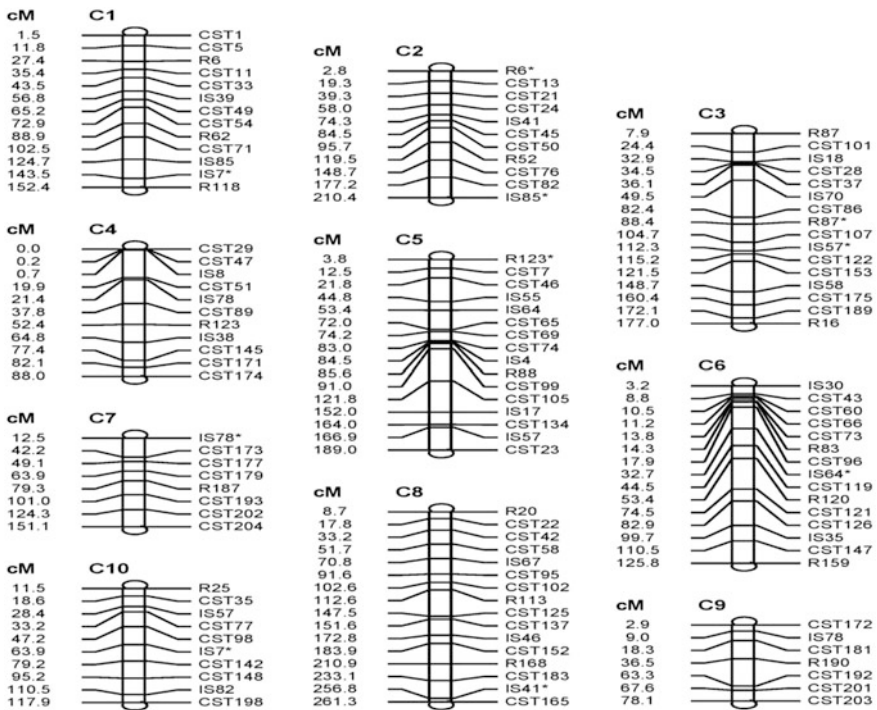 cM C1
1.5 CST1
11.8 CST5
27.4 R6
35.4 CST11
43.5 CST33
56.8 IS39
65.2 CST49
72.9 CST54
88.9 R62
102.5 CST71
124.7 IS85
143.5 IS7*
152.4 R118
cM C2
2.8 R6*
19.3 CST13
39.3 CST21
58.0 CST24
74.3 IS41
84.5 CST45
95.7 CST50
119.5 R52
148.7 CST76
177.2 CST82
210.4 IS85*
cM C3
7.9 R87
24.4 CST101
32.9 IS18
34.5 CST28
36.1 CST37
49.5 IS70
82.4 CST86
88.4 R87*
104.7 CST107
112.3 IS57*
115.2 CST122
121.5 CST153
148.7 IS58
160.4 CST175
172.1 CST189
177.0 R16
cM C4
0.0 CST29
0.2 CST47
0.7 IS8
19.9 CST51
21.4 IS78
37.8 CST89
52.4 R123
64.8 IS38
77.4 CST145
82.1 CST171
88.0 CST174
cM C5
3.8 R123*
12.5 CST7
21.8 CST46
44.8 IS55
53.4 IS64
72.0 CST65
74.2 CST69
83.0 CST74
84.5 IS4
85.6 R88
91.0 CST99
121.8 CST105
152.0 IS17
164.0 CST134
166.9 IS57
189.0 CST23
cM C6
3.2 IS30
8.8 CST43
10.5 CST60
11.2 CST66
13.8 CST73
14.3 R83
17.9 CST96
32.7 IS64*
44.5 CST119
53.4 R120
74.5 CST121
82.9 CST126
99.7 IS35
110.5 CST147
125.8 R159
cM C7
12.5 IS78*
42.2 CST173
49.1 CST177
63.9 CST179
79.3 R187
101.0 CST193
124.3 CST202
151.1 CST204
cM C8
8.7 R20
17.8 CST22
33.2 CST42
51.7 CST58
70.8 IS67
91.6 CST95
102.6 CST102
112.6 R113
147.5 CST125
151.6 CST137
172.8 IS46
183.9 CST152
210.9 R168
233.1 CST183
256.8 IS41*
261.3 CST165
cM C10
11.5 R25
18.6 CST35
28.4 IS57
33.2 CST77
47.2 CST98
63.9 IS7*
79.2 CST142
95.2 CST148
110.5 IS82
117.9 CST198
cM C9
2.9 CST172
9.0 IS78
18.3 CST181
36.5 R190
63.3 CST192
67.6 CST201
78.1 CST203